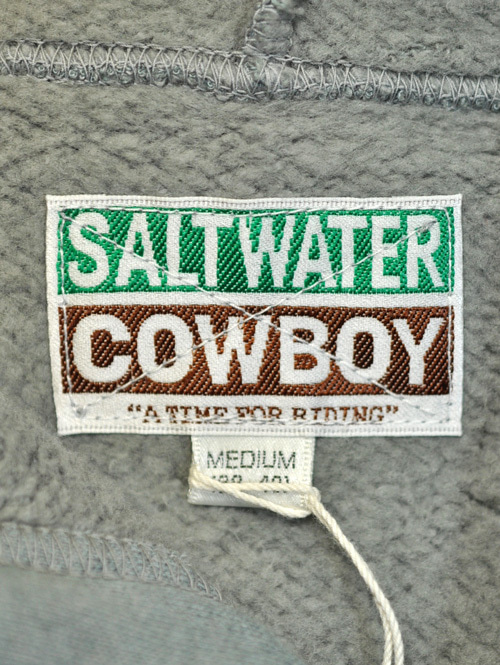 SALTWATER
COWBOY
"A TIME FOR RIDING"
MEDIUM